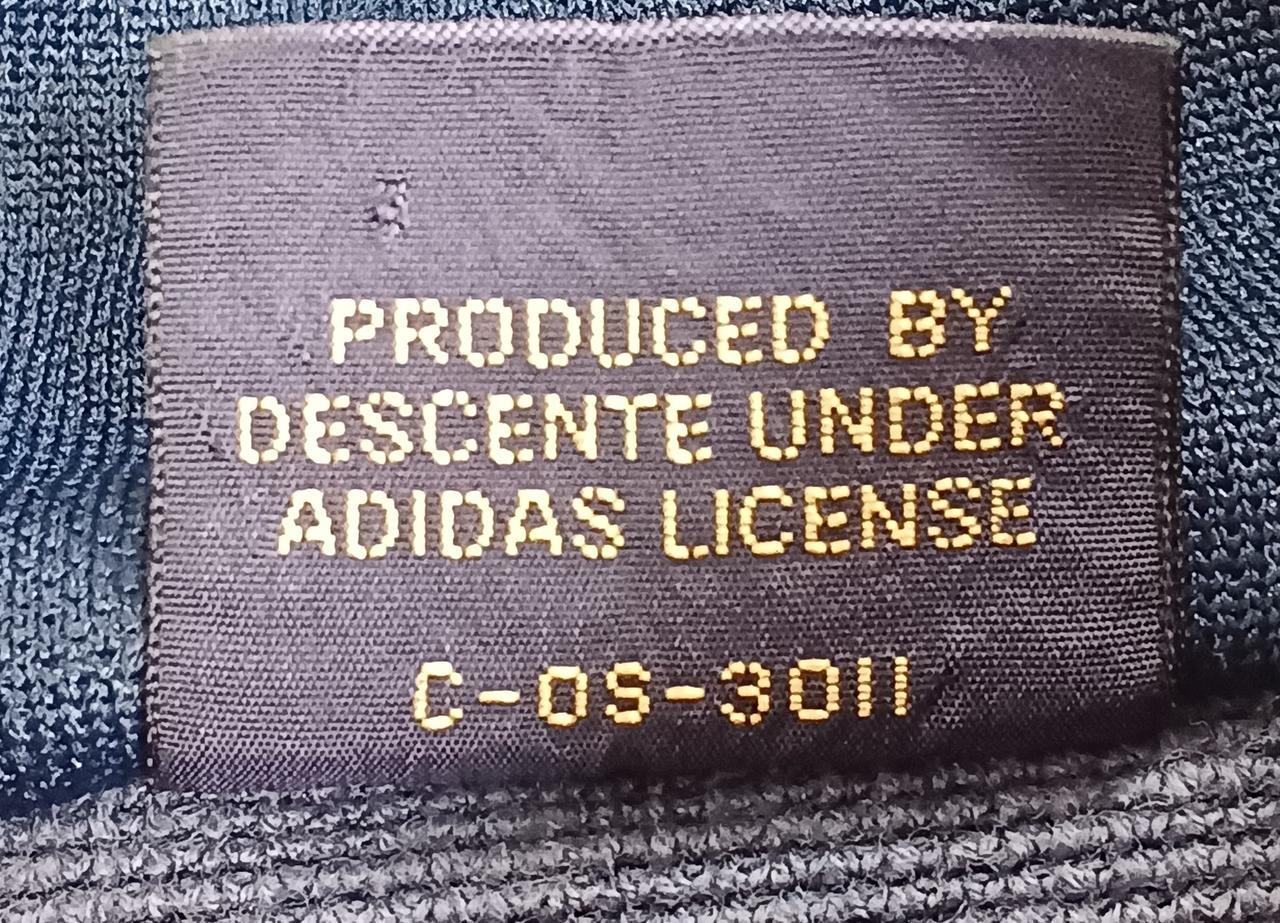 PRODUCED BY
DESCENTE UNDER
ADIDAS LICENSE
C-OS-3011